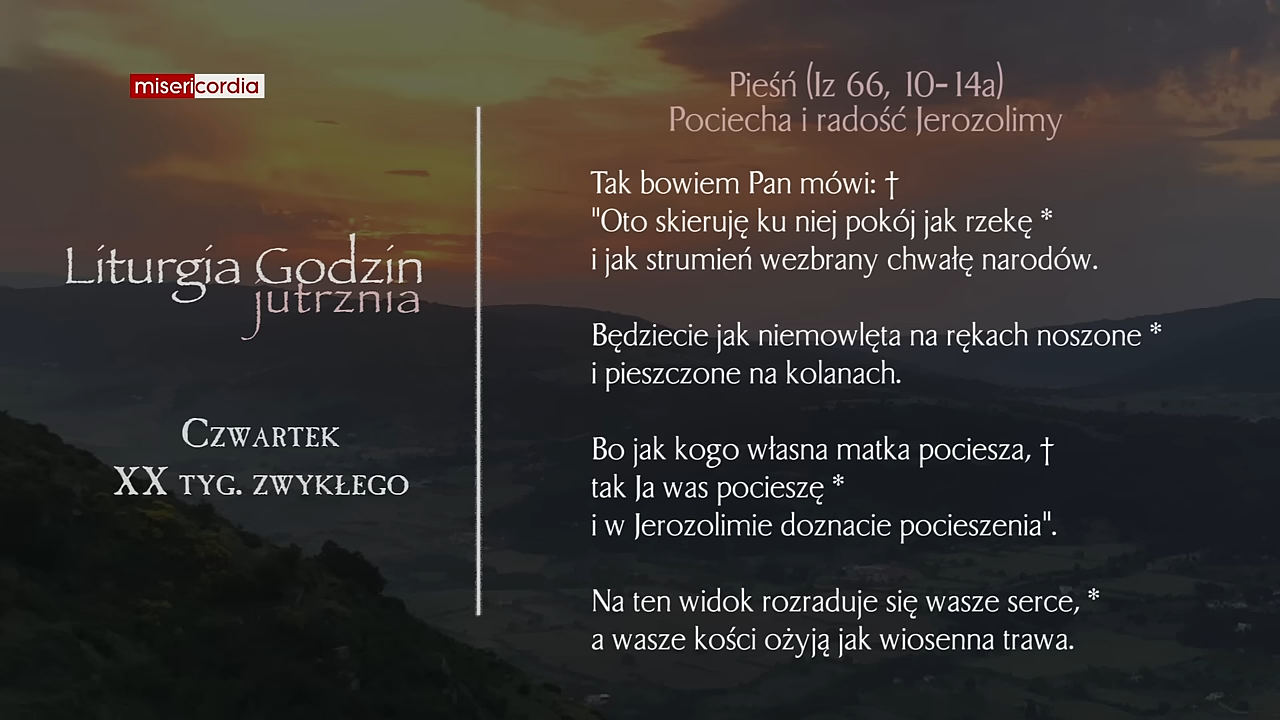 misericordia
Liturgia Godzin
jutrznia
Czwartek
XX tyg. zwykłego
Pieśń (Iz 66, 10-14a)
Pociecha i radość Jerozolimy
Tak bowiem Pan mówi: †
"Oto skieruję ku niej pokój jak rzekę *
i jak strumień wezbrany chwałę narodów.
Będziecie jak niemowlęta na rękach noszone *
i pieszczone na kolanach.
Bo jak kogo własna matka pociesza, †
tak Ja was pocieszę *
i w Jerozolimie doznacie pocieszenia".
Na ten widok rozraduje się wasze serce, *
a wasze kości ożyją jak wiosenna trawa.